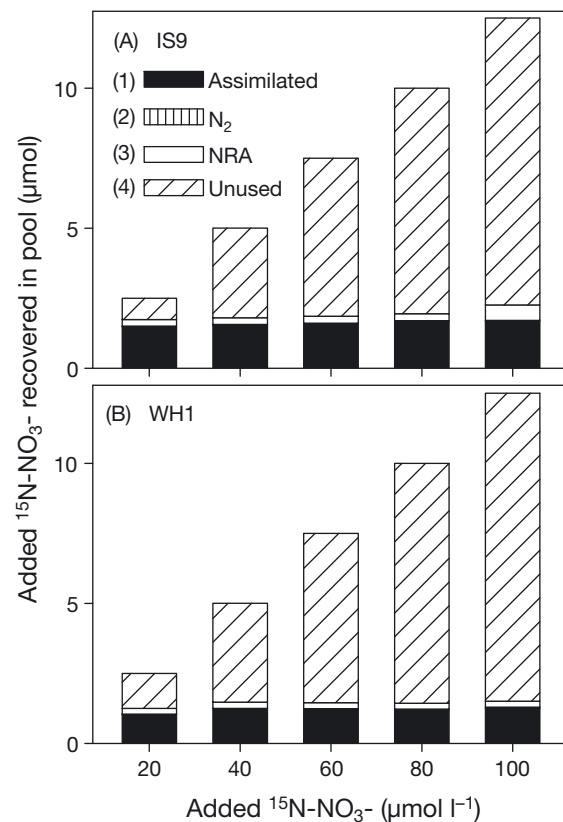 (A) IS9
(1) Assimilated
(2) N₂
(3) NRA
(4) Unused
10
5
0
(B) WH1
10
5
0
20 40 60 80 100
Added ¹⁵N-NO₃- (µmol l⁻¹)
Added ¹⁵N-NO₃- recovered in pool (µmol)